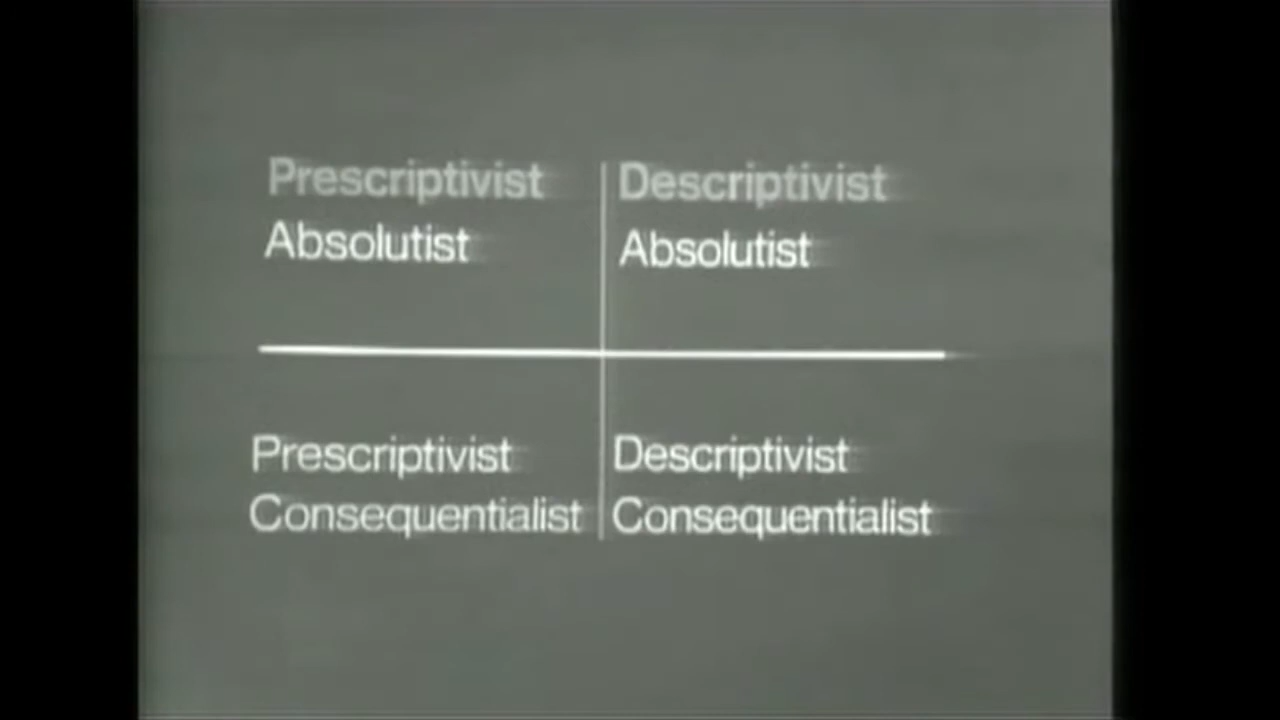 Prescriptivist
Absolutist
Descriptivist
Absolutist
Prescriptivist
Consequentialist
Descriptivist
Consequentialist